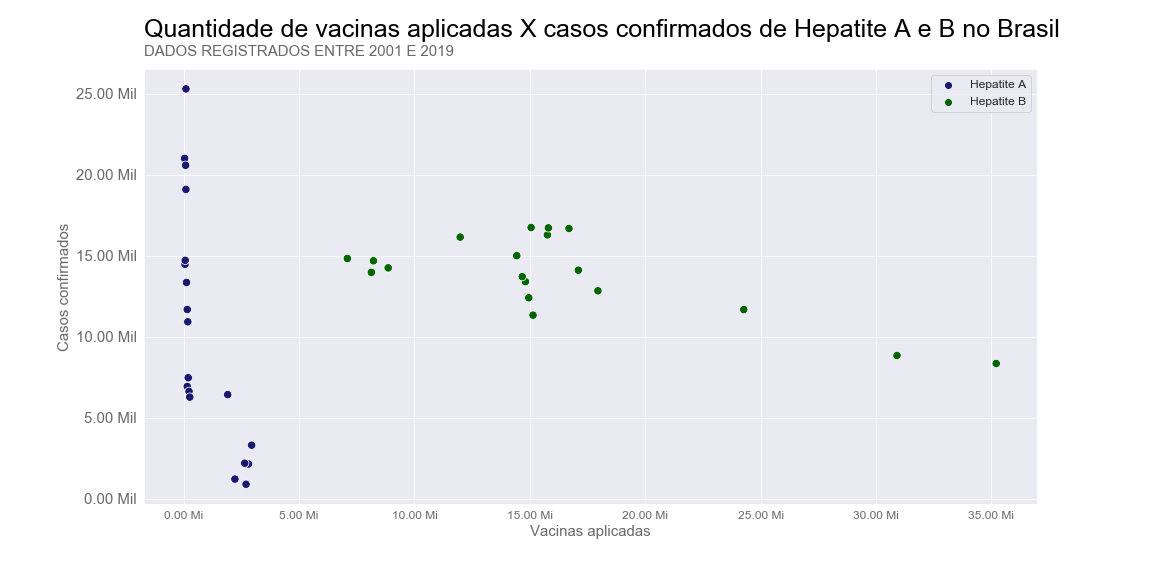 Quantidade de vacinas aplicadas X casos confirmados de Hepatite A e B no Brasil
DADOS REGISTRADOS ENTRE 2001 E 2019
Hepatite A
Hepatite B
Casos confirmados
25.00 Mil
20.00 Mil
15.00 Mil
10.00 Mil
5.00 Mil
0.00 Mil
0.00 Mi 5.00 Mi 10.00 Mi 15.00 Mi 20.00 Mi 25.00 Mi 30.00 Mi 35.00 Mi
Vacinas aplicadas